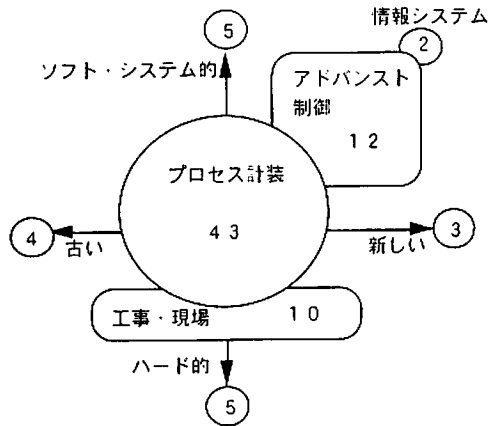 情報システム
5
2
ソフト・システム的
アドバンスト
制御
12
プロセス計装
43
4
古い
新しい
3
工事・現場 10
ハード的
5